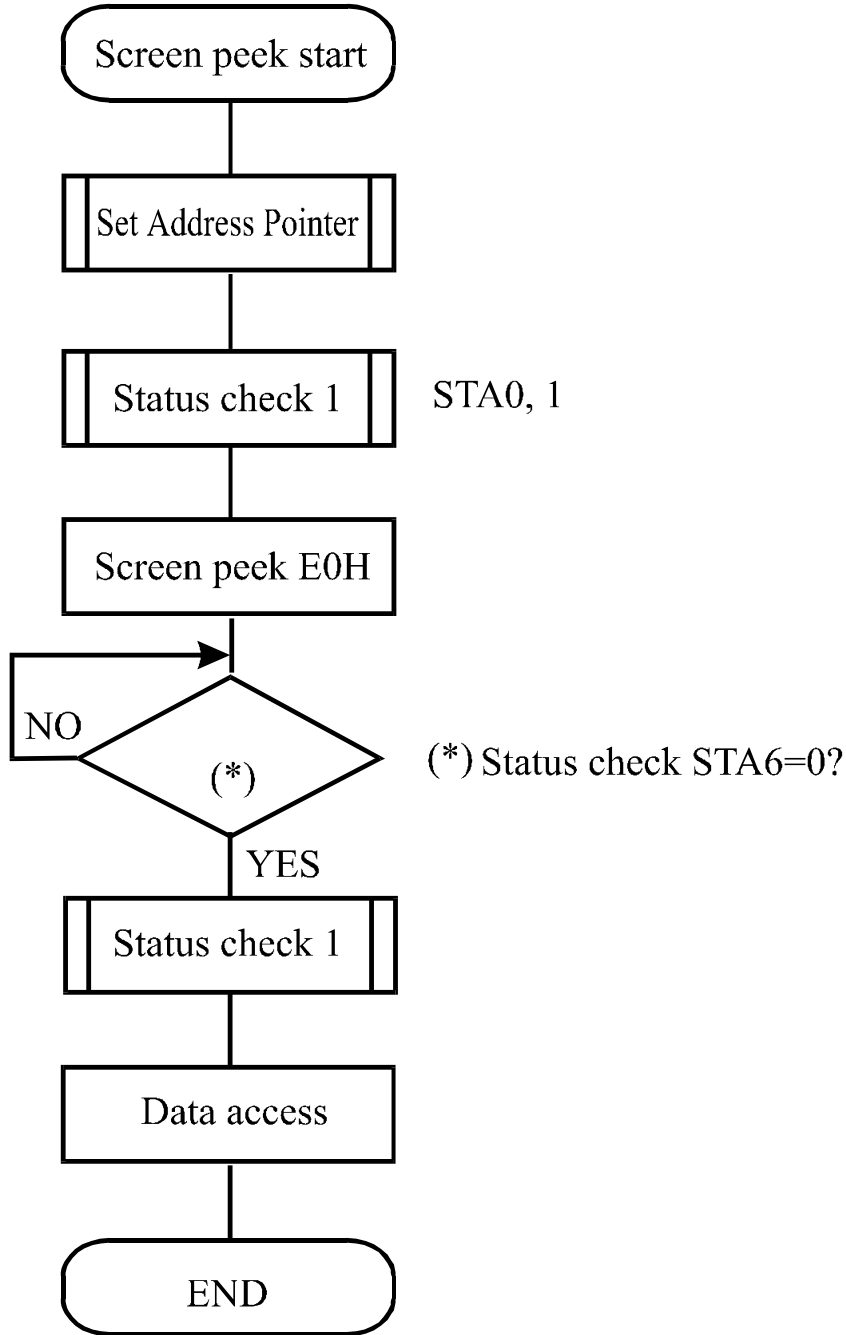 Screen peek start
Set Address Pointer
Status check 1
STA0, 1
Screen peek E0H
NO
(*)
(*) Status check STA6=0?
YES
Status check 1
Data access
END